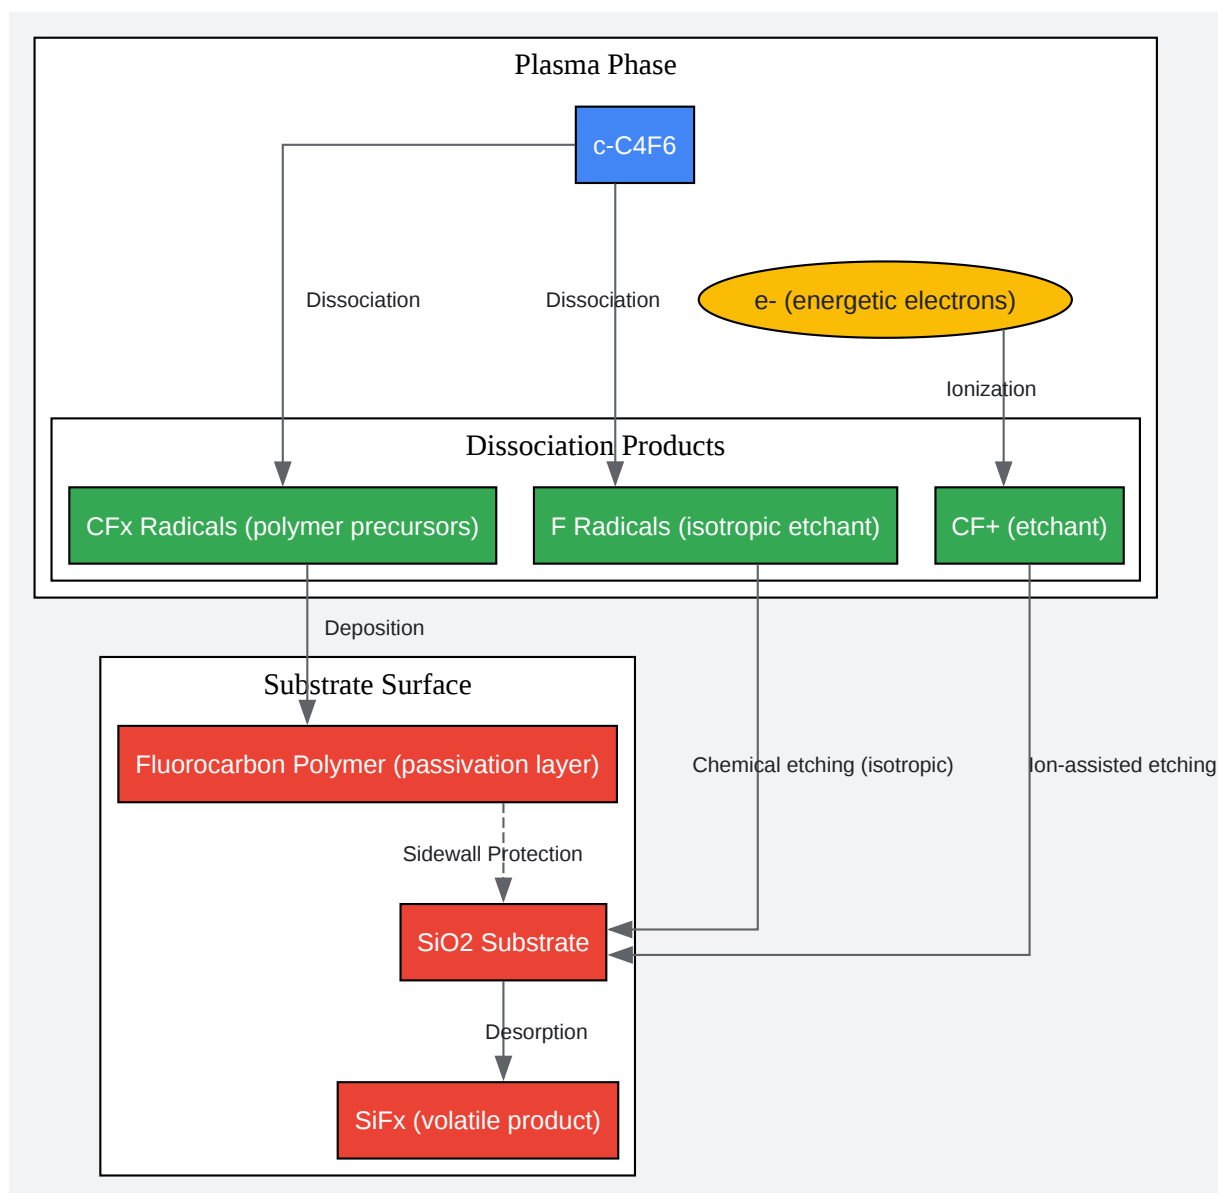 Plasma Phase
c-C4F6
Dissociation
Dissociation
e- (energetic electrons)
Ionization
Dissociation Products
CFx Radicals (polymer precursors)
F Radicals (isotropic etchant)
CF+ (etchant)
Deposition
Substrate Surface
Fluorocarbon Polymer (passivation layer)
Chemical etching (isotropic)
Ion-assisted etching
Sidewall Protection
SiO2 Substrate
Desorption
SiFx (volatile product)